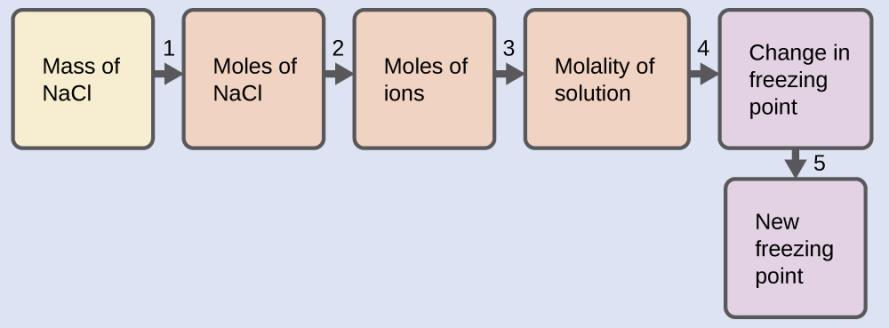 Mass of
NaCl
1
Moles of
NaCl
2
Moles of
ions
3
Molality of
solution
4
Change in
freezing
point
5
New
freezing
point